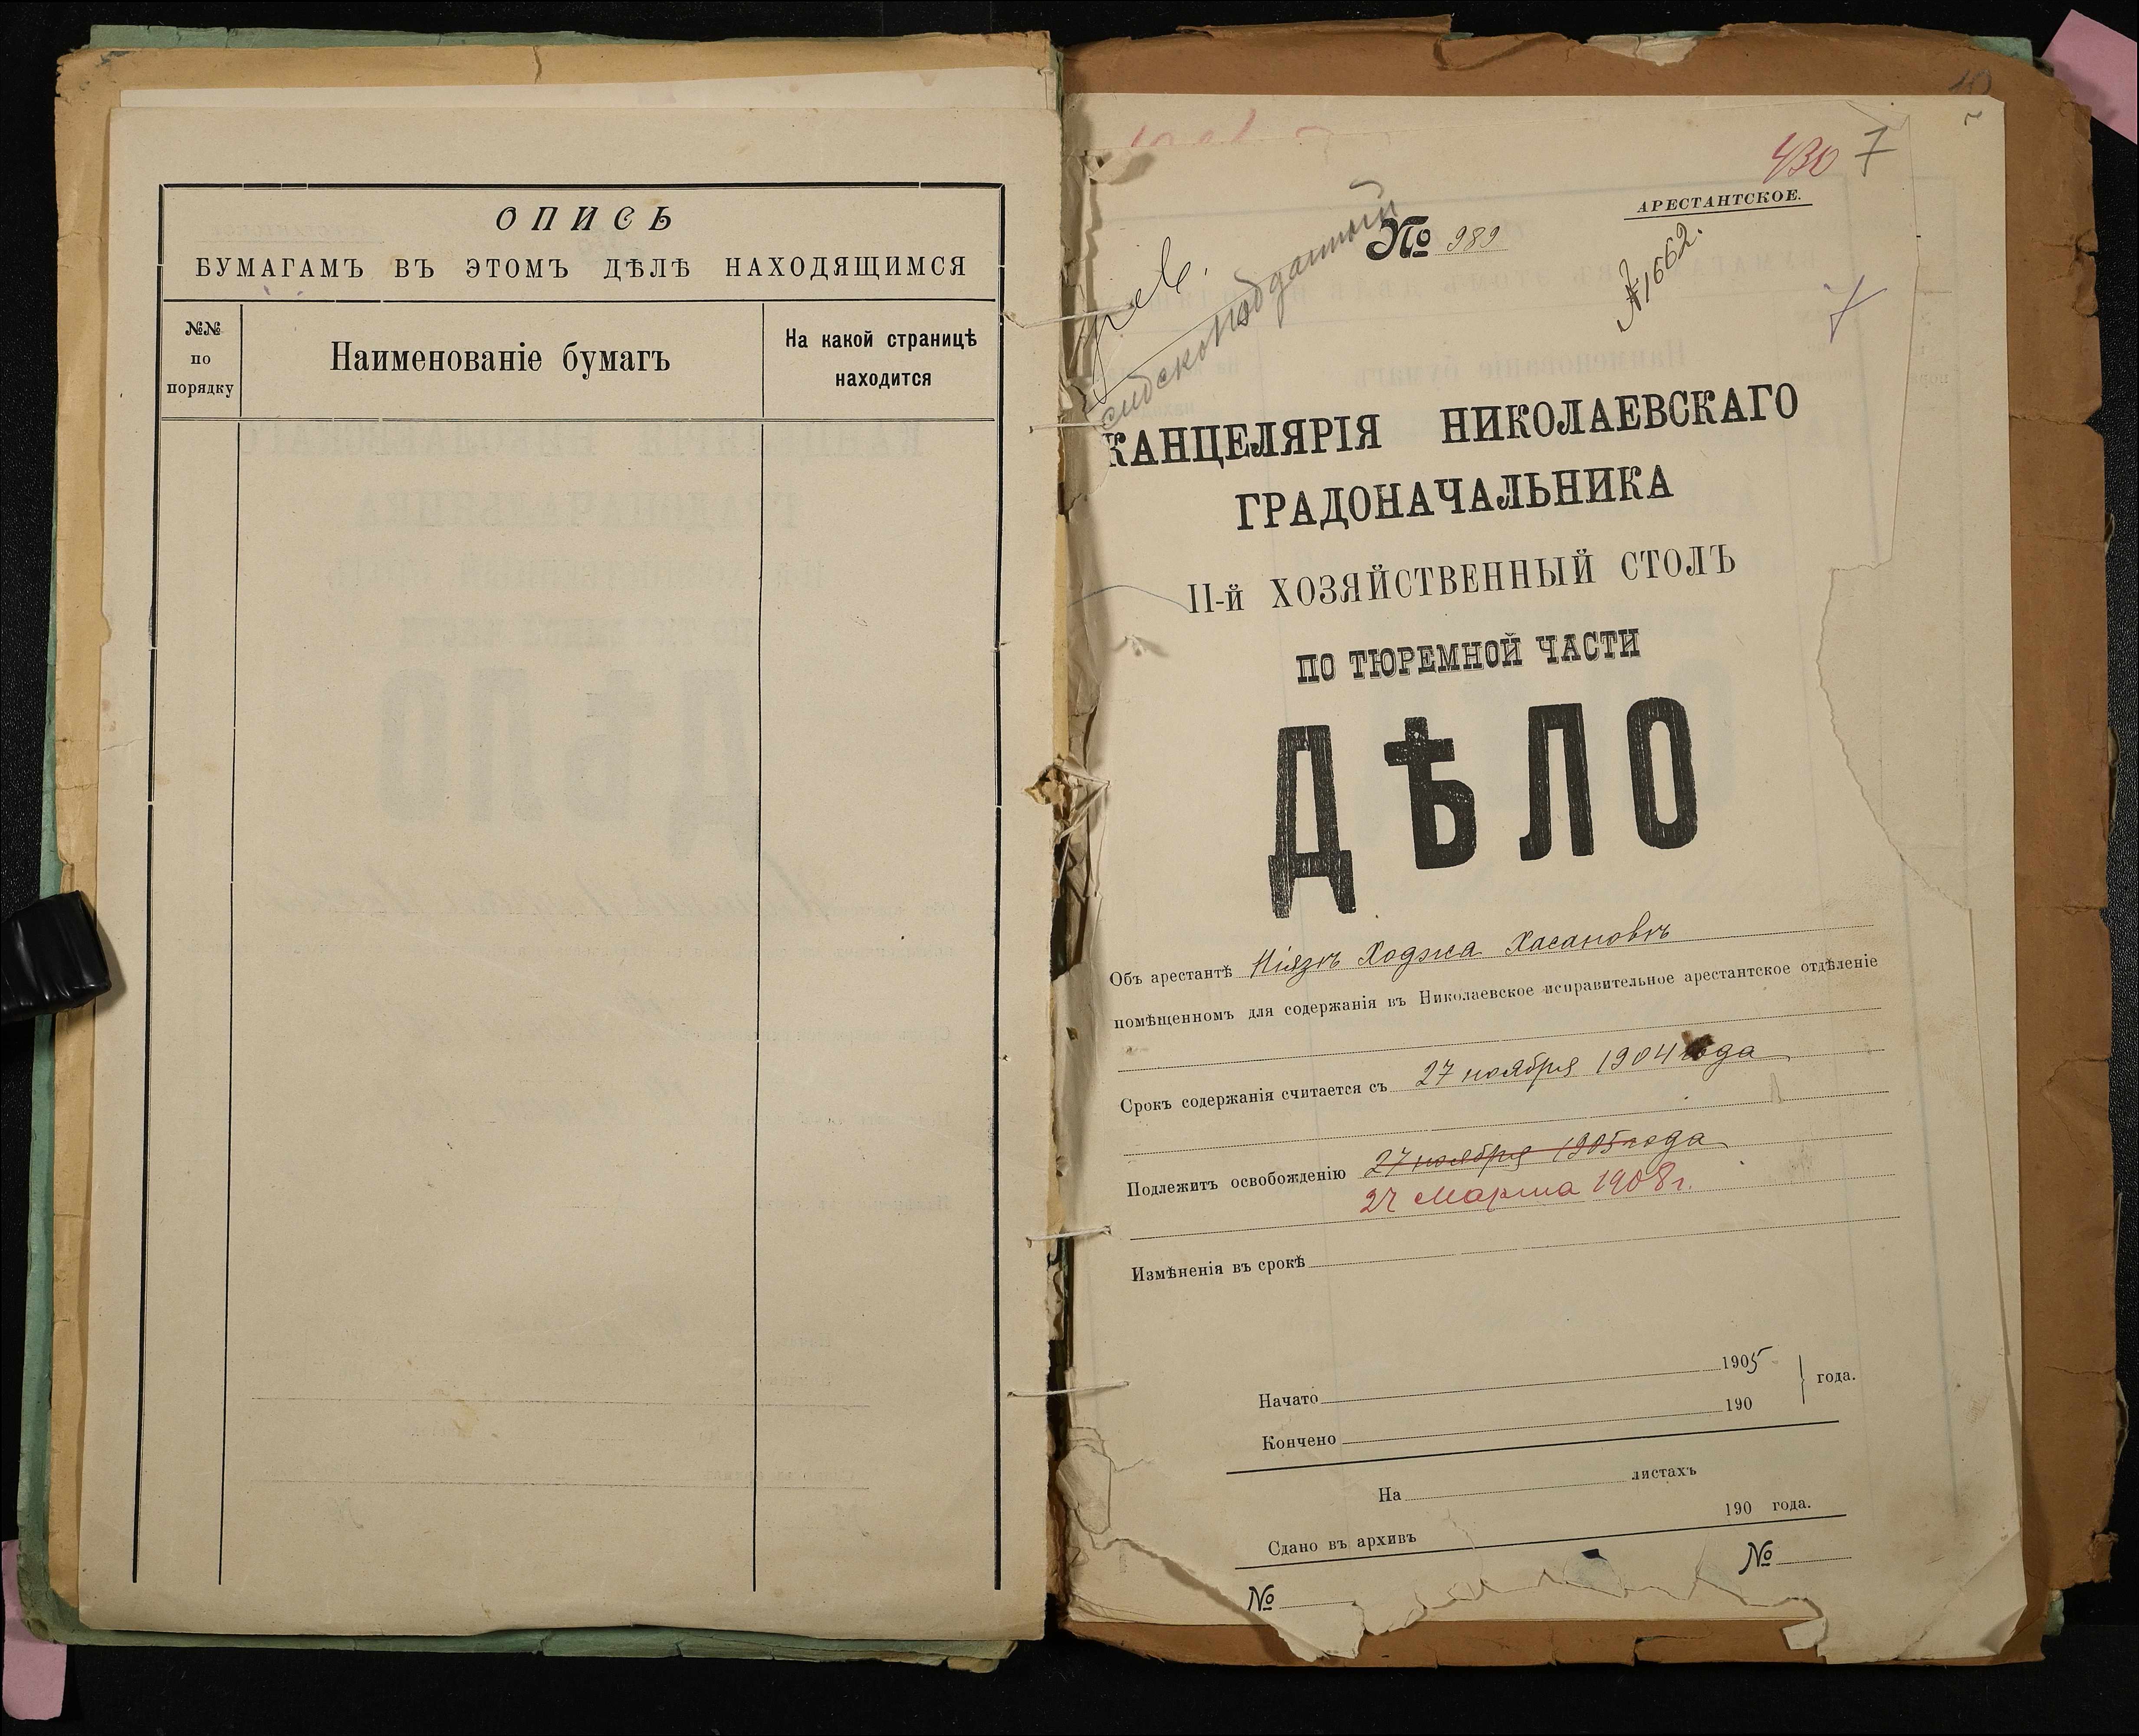 ОПИСЬ
БУМАГАМЪ ВЪ ЭТОМЪ ДѢЛѢ НАХОДЯЩИМСЯ
№№
по
порядку
Наименованіе бумагъ
На какой страницѣ
находится
430 7
АРЕСТАНТСКОЕ.
№ 989
№1662.
КАНЦЕЛЯРІЯ НИКОЛАЕВСКАГО
ГРАДОНАЧАЛЬНИКА
II-й ХОЗЯЙСТВЕННЫЙ СТОЛЪ
ПО ТЮРЕМНОЙ ЧАСТИ
ДѢЛО
Объ арестантѣ Ніязъ Ходжа Хасановъ
помѣщенномъ для содержанія въ Николаевское исправительное арестантское отдѣленіе
Срокъ содержанія считается съ 27 ноября 1904 года
Подлежитъ освобожденію 27 ноября 1905 года
27 Марта 1908 г.
Измѣненія въ срокѣ
Начато 1905
года.
Кончено 190
На листахъ
Сдано въ архивъ 190 года.
№
№